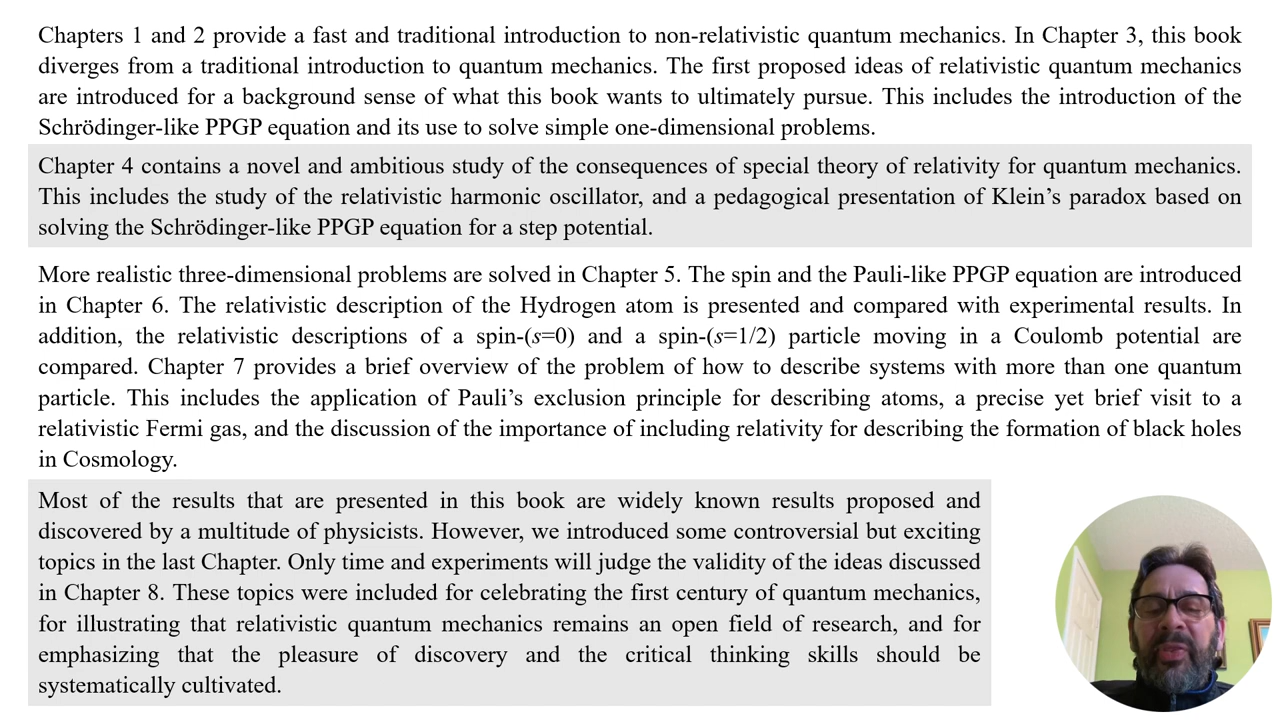 Chapters 1 and 2 provide a fast and traditional introduction to non-relativistic quantum mechanics. In Chapter 3, this book
diverges from a traditional introduction to quantum mechanics. The first proposed ideas of relativistic quantum mechanics
are introduced for a background sense of what this book wants to ultimately pursue. This includes the introduction of the
Schrödinger-like PPGP equation and its use to solve simple one-dimensional problems.
Chapter 4 contains a novel and ambitious study of the consequences of special theory of relativity for quantum mechanics.
This includes the study of the relativistic harmonic oscillator, and a pedagogical presentation of Klein’s paradox based on
solving the Schrödinger-like PPGP equation for a step potential.
More realistic three-dimensional problems are solved in Chapter 5. The spin and the Pauli-like PPGP equation are introduced
in Chapter 6. The relativistic description of the Hydrogen atom is presented and compared with experimental results. In
addition, the relativistic descriptions of a spin-(s=0) and a spin-(s=1/2) particle moving in a Coulomb potential are
compared. Chapter 7 provides a brief overview of the problem of how to describe systems with more than one quantum
particle. This includes the application of Pauli’s exclusion principle for describing atoms, a precise yet brief visit to a
relativistic Fermi gas, and the discussion of the importance of including relativity for describing the formation of black holes
in Cosmology.
Most of the results that are presented in this book are widely known results proposed and
discovered by a multitude of physicists. However, we introduced some controversial but exciting
topics in the last Chapter. Only time and experiments will judge the validity of the ideas discussed
in Chapter 8. These topics were included for celebrating the first century of quantum mechanics,
for illustrating that relativistic quantum mechanics remains an open field of research, and for
emphasizing that the pleasure of discovery and the critical thinking skills should be
systematically cultivated.